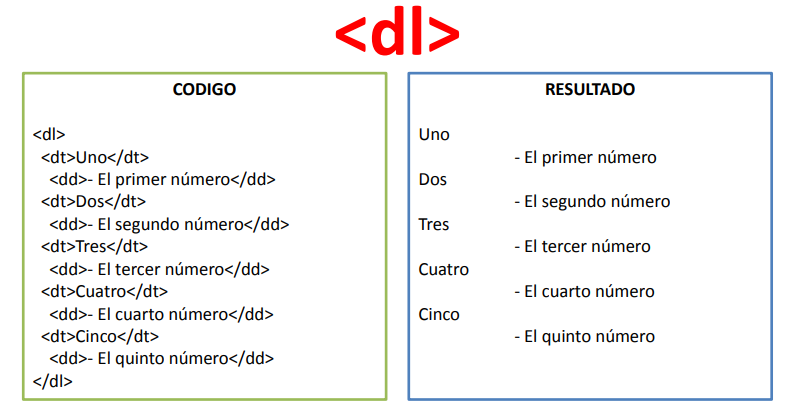 <dl>
CODIGO
<dl>
<dt>Uno</dt>
<dd>- El primer número</dd>
<dt>Dos</dt>
<dd>- El segundo número</dd>
<dt>Tres</dt>
<dd>- El tercer número</dd>
<dt>Cuatro</dt>
<dd>- El cuarto número</dd>
<dt>Cinco</dt>
<dd>- El quinto número</dd>
</dl>
RESULTADO
Uno
- El primer número
Dos
- El segundo número
Tres
- El tercer número
Cuatro
- El cuarto número
Cinco
- El quinto número